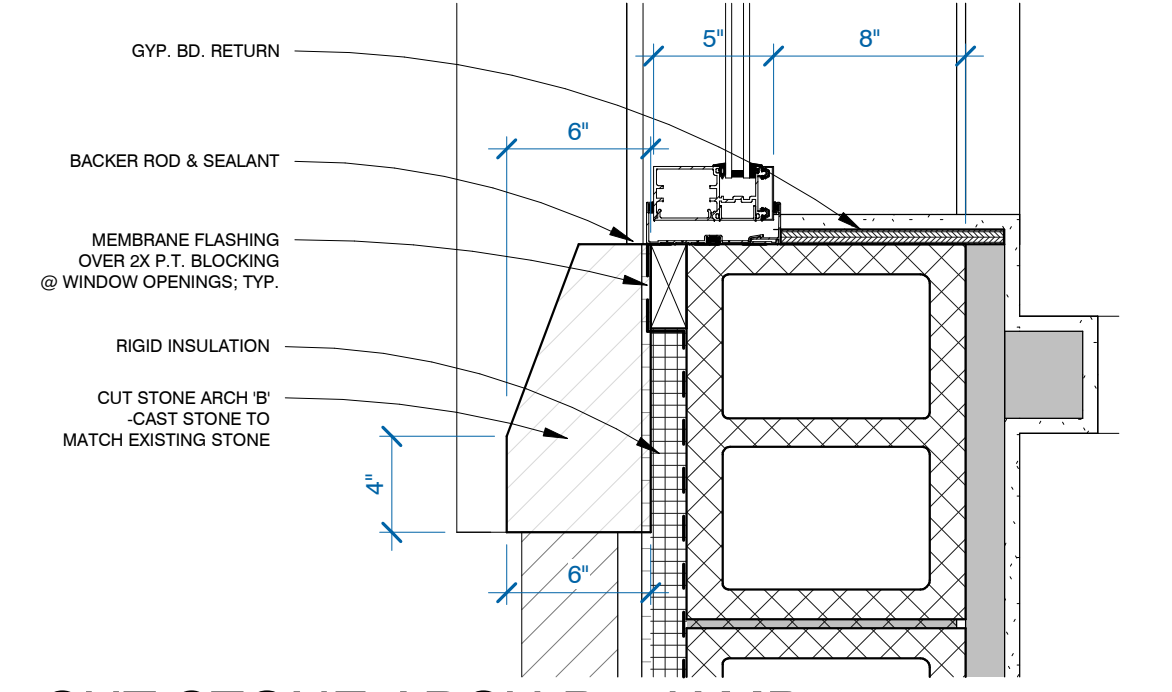 GYP. BD. RETURN
5"
8"
6"
BACKER ROD & SEALANT
MEMBRANE FLASHING
OVER 2X P.T. BLOCKING
@ WINDOW OPENINGS; TYP.
RIGID INSULATION
CUT STONE ARCH 'B'
-CAST STONE TO
MATCH EXISTING STONE
4"
6"